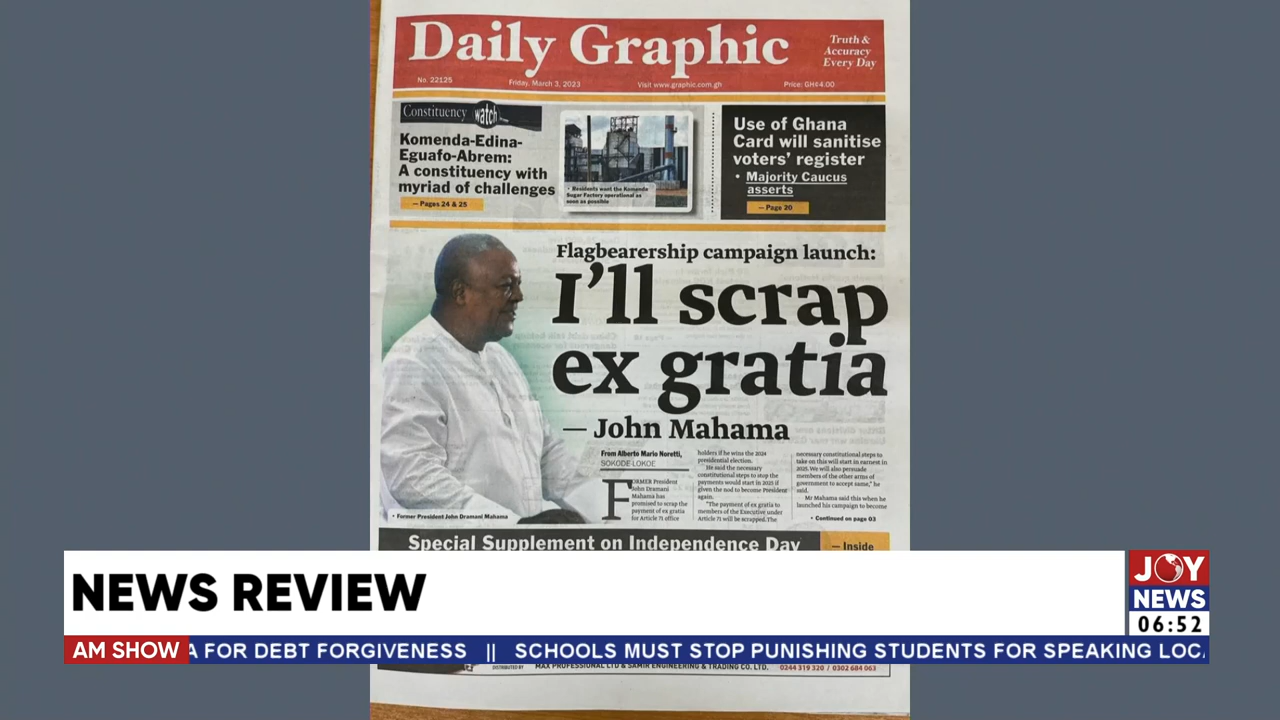 Daily Graphic
Truth &
Accuracy
Every Day
No. 22125
Friday, March 3, 2023
Visit www.graphic.com.gh
Price: GH¢4.00
Constituency watch
Komenda-Edina-
Eguafo-Abrem:
A constituency with
myriad of challenges
— Pages 24 & 25
• Residents want the Komenda
Sugar Factory operational as
soon as possible
Use of Ghana
Card will sanitise
voters' register
• Majority Caucus
asserts
— Page 20
Flagbearership campaign launch:
I'll scrap
ex gratia
— John Mahama
From Alberto Mario Noretti,
SOKODE-LOKOE
FORMER President
John Dramani
Mahama has
promised to scrap the
payment of ex gratia
for Article 71 office
holders if he wins the 2024
presidential election.
He said the necessary
constitutional steps to stop the
payments would start in 2025 if
given the nod to become President
again.
"The payment of ex gratia to
members of the Executive under
Article 71 will be scrapped. The
necessary constitutional steps to
take on this will start in earnest in
2025. We will also persuade
members of the other arms of
government to accept same," he
said.
Mr Mahama said this when he
launched his campaign to become
• Continued on page 03
• Former President John Dramani Mahama
Special Supplement on Independence Day
— Inside
NEWS REVIEW
JOY
NEWS
06:52
AM SHOW
A FOR DEBT FORGIVENESS || SCHOOLS MUST STOP PUNISHING STUDENTS FOR SPEAKING LOC
DISTRIBUTED BY
MAX PROFESSIONAL LTD & SAMIR ENGINEERING & TRADING CO. LTD.
0244 319 320 / 0302 684 063